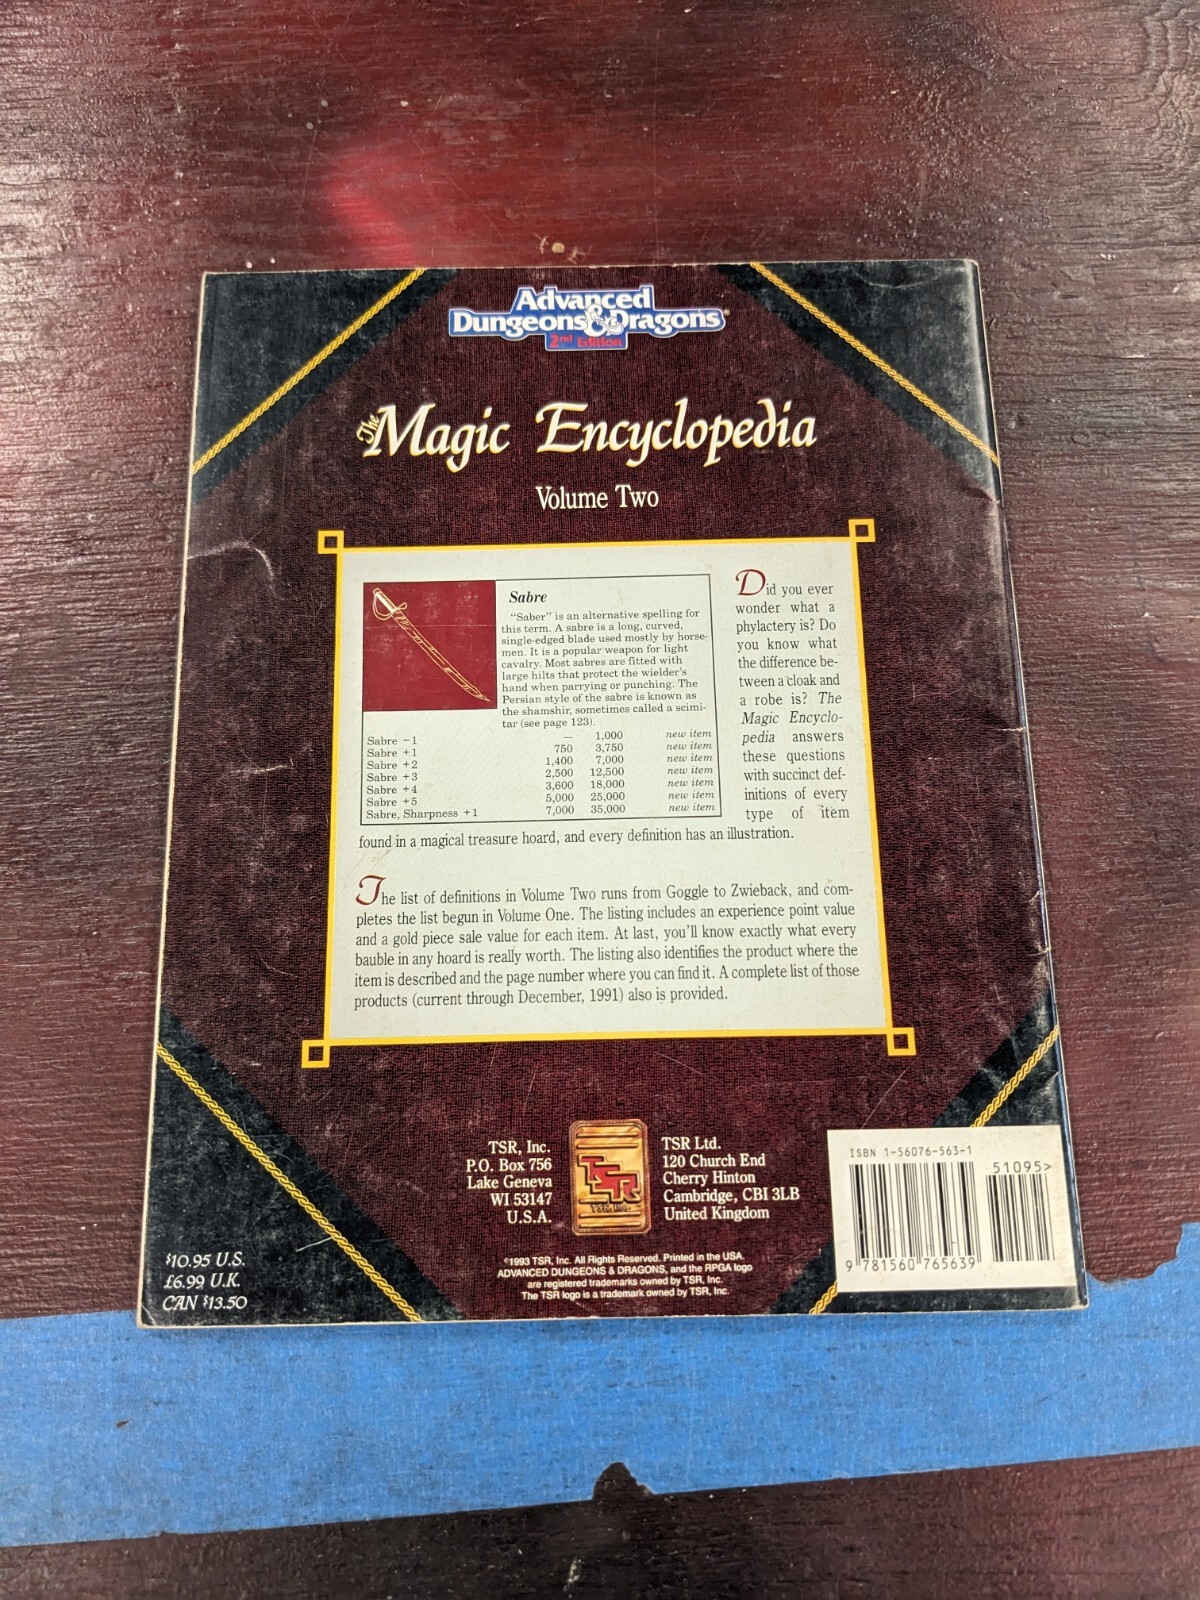 Advanced
Dungeons & Dragons®
2nd Edition
The Magic Encyclopedia
Volume Two
Sabre
"Saber" is an alternative spelling for
this term. A sabre is a long, curved,
single-edged blade used mostly by horse-
men. It is a popular weapon for light
cavalry. Most sabres are fitted with
large hilts that protect the wielder's
hand when parrying or punching. The
Persian style of the sabre is known as
the shamshir, sometimes called a scimi-
tar (see page 123).
Sabre -1 — 1,000 new item
Sabre +1 750 3,750 new item
Sabre +2 1,400 7,000 new item
Sabre +3 2,500 12,500 new item
Sabre +4 3,600 18,000 new item
Sabre +5 5,000 25,000 new item
Sabre, Sharpness +1 7,000 35,000 new item
Did you ever
wonder what a
phylactery is? Do
you know what
the difference be-
tween a cloak and
a robe is? The
Magic Encyclo-
pedia answers
these questions
with succinct def-
initions of every
type of item
found in a magical treasure hoard, and every definition has an illustration.
The list of definitions in Volume Two runs from Goggle to Zwieback, and com-
pletes the list begun in Volume One. The listing includes an experience point value
and a gold piece sale value for each item. At last, you'll know exactly what every
bauble in any hoard is really worth. The listing also identifies the product where the
item is described and the page number where you can find it. A complete list of those
products (current through December, 1991) also is provided.
TSR, Inc.
P.O. Box 756
Lake Geneva
WI 53147
U.S.A.
TSR
TSR, Inc.
TSR Ltd.
120 Church End
Cherry Hinton
Cambridge, CBI 3LB
United Kingdom
ISBN 1-56076-563-1
51095>
9 781560 765639
$10.95 U.S.
£6.99 U.K.
CAN $13.50
©1993 TSR, Inc. All Rights Reserved. Printed in the USA.
ADVANCED DUNGEONS & DRAGONS, and the RPGA logo
are registered trademarks owned by TSR, Inc.
The TSR logo is a trademark owned by TSR, Inc.